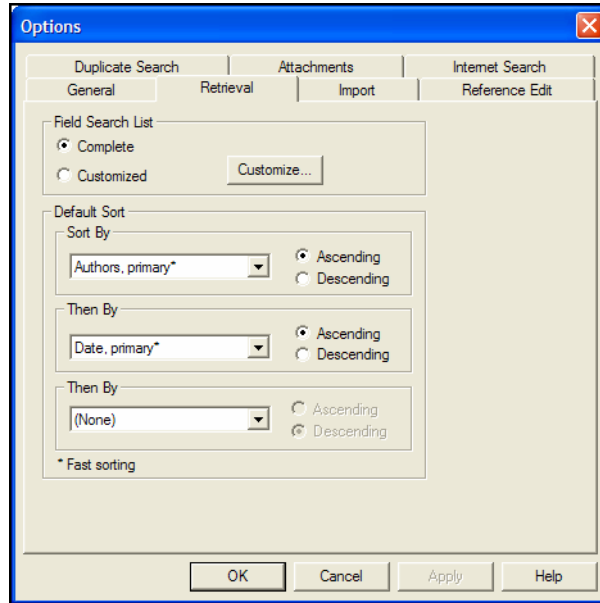 Options
Duplicate Search Attachments Internet Search
General Retrieval Import Reference Edit
Field Search List
Complete
Customized Customize...
Default Sort
Sort By
Authors, primary* Ascending
Descending
Then By
Date, primary* Ascending
Descending
Then By
(None) Ascending
Descending
* Fast sorting
OK Cancel Apply Help